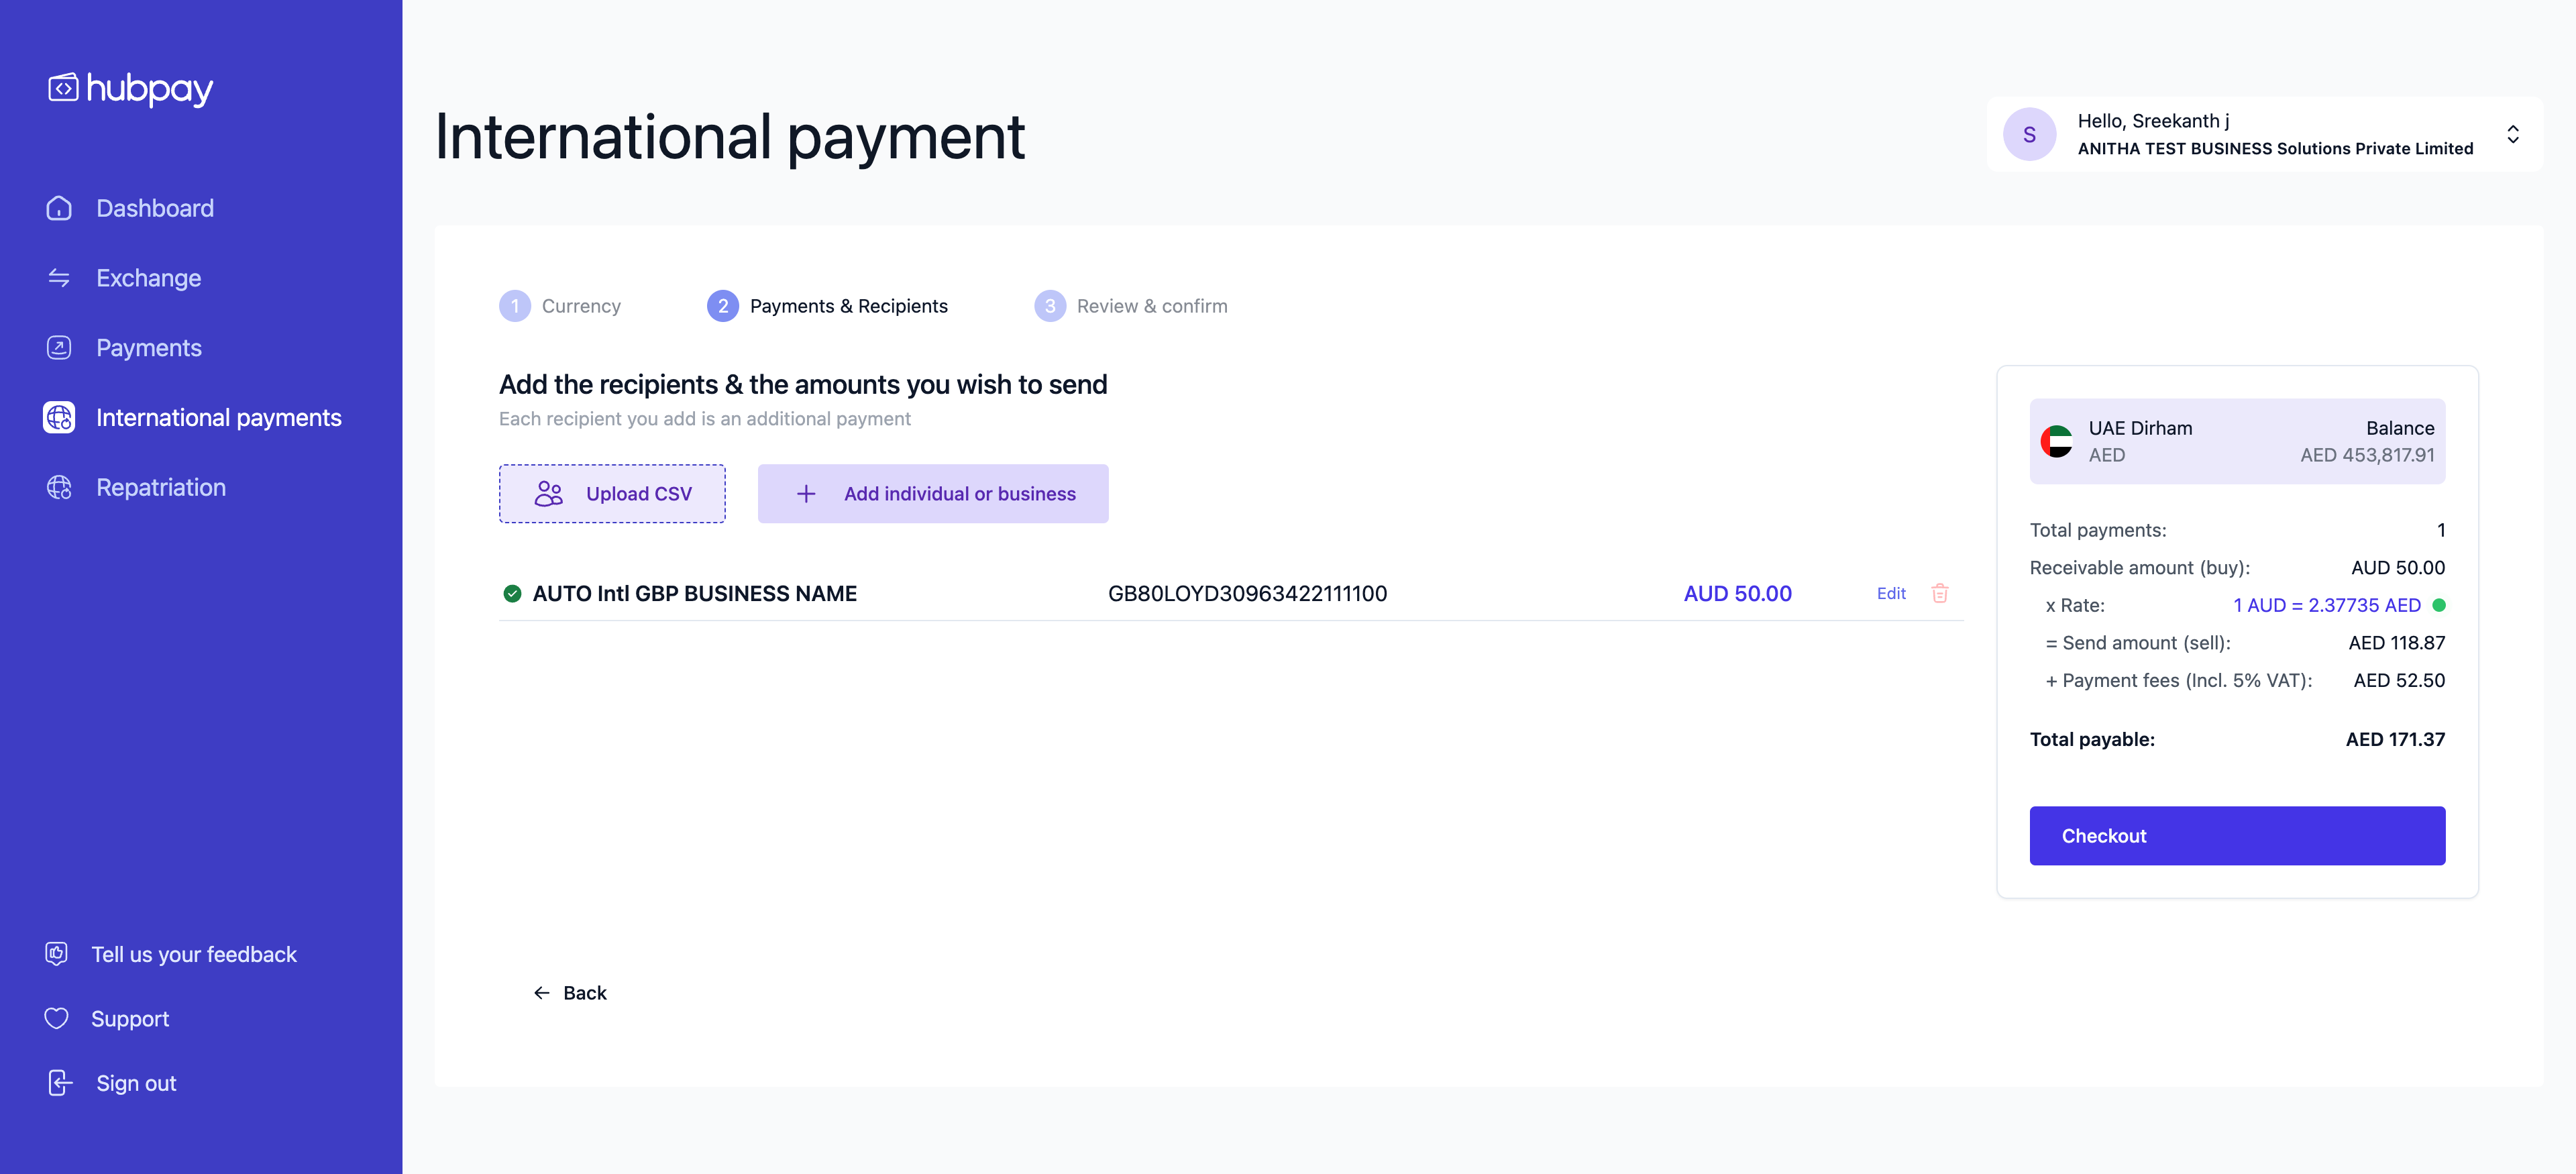 hubpay
Dashboard
Exchange
Payments
International payments
Repatriation
Tell us your feedback
Support
Sign out
International payment
S
Hello, Sreekanth j
ANITHA TEST BUSINESS Solutions Private Limited
1 Currency
2 Payments & Recipients
3 Review & confirm
Add the recipients & the amounts you wish to send
Each recipient you add is an additional payment
Upload CSV
+ Add individual or business
AUTO Intl GBP BUSINESS NAME GB80LOYD30963422111100 AUD 50.00 Edit
Back
UAE Dirham Balance
AED AED 453,817.91
Total payments: 1
Receivable amount (buy): AUD 50.00
x Rate: 1 AUD = 2.37735 AED
= Send amount (sell): AED 118.87
+ Payment fees (Incl. 5% VAT): AED 52.50
Total payable: AED 171.37
Checkout